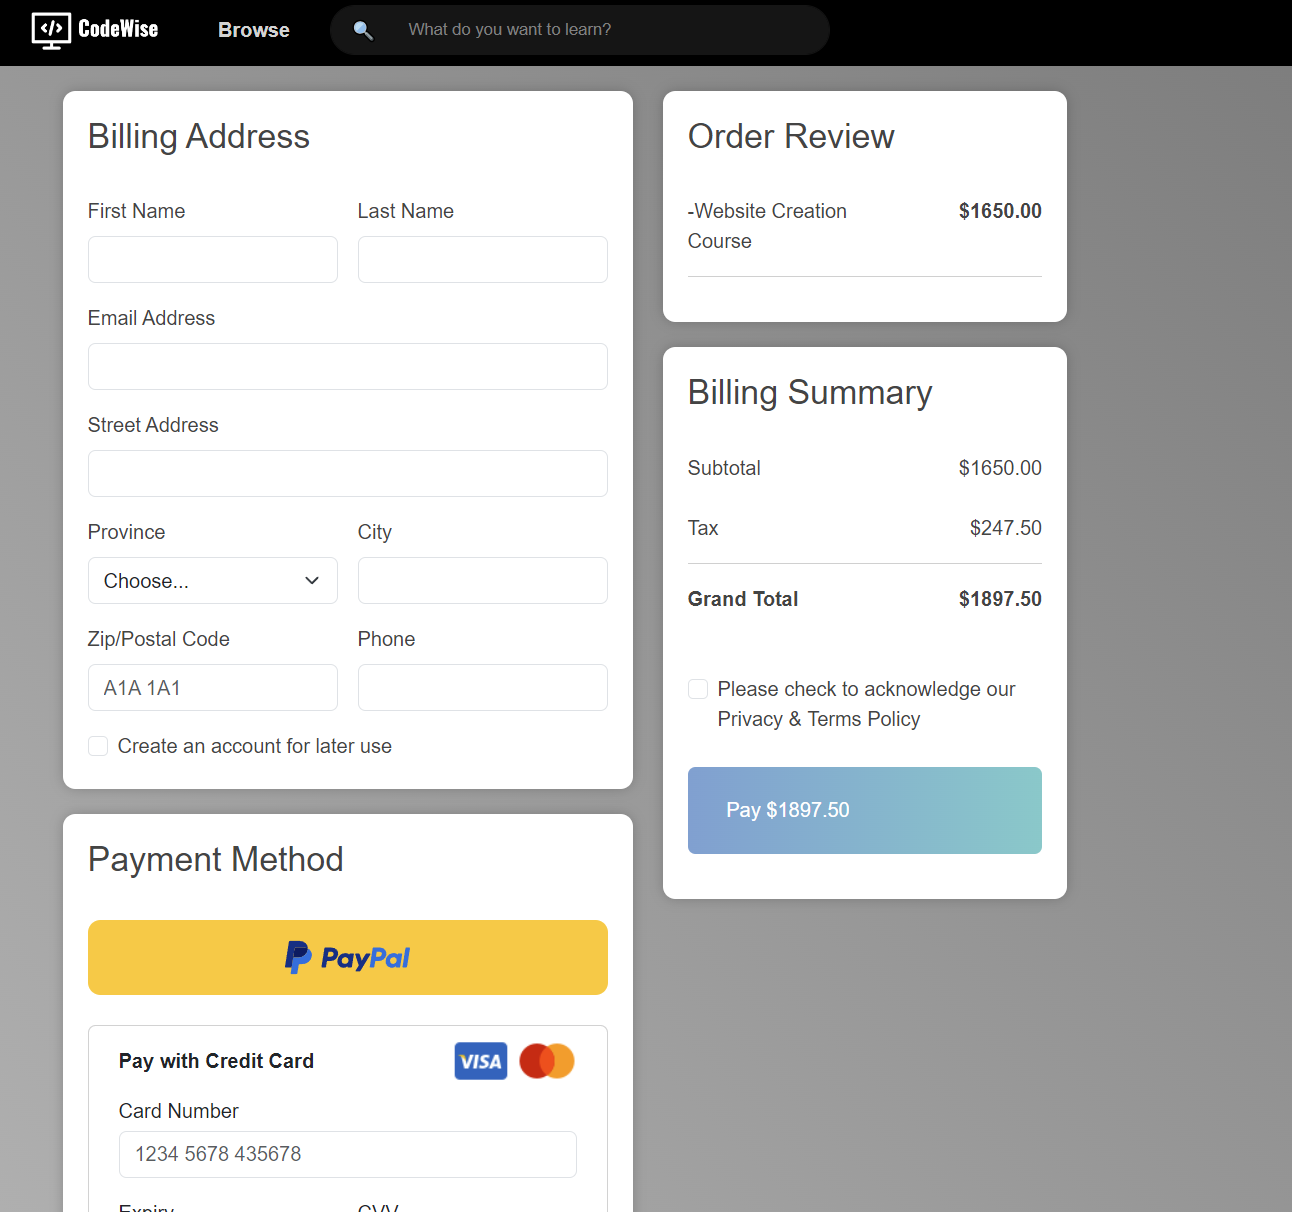 CodeWise
Browse
What do you want to learn?
Billing Address
First Name
Last Name
Email Address
Street Address
Province
City
Choose...
Zip/Postal Code
Phone
A1A 1A1
Create an account for later use
Payment Method
PayPal
Pay with Credit Card
VISA
Card Number
1234 5678 435678
Expiry
CVV
Order Review
-Website Creation $1650.00
Course
Billing Summary
Subtotal $1650.00
Tax $247.50
Grand Total $1897.50
Please check to acknowledge our
Privacy & Terms Policy
Pay $1897.50